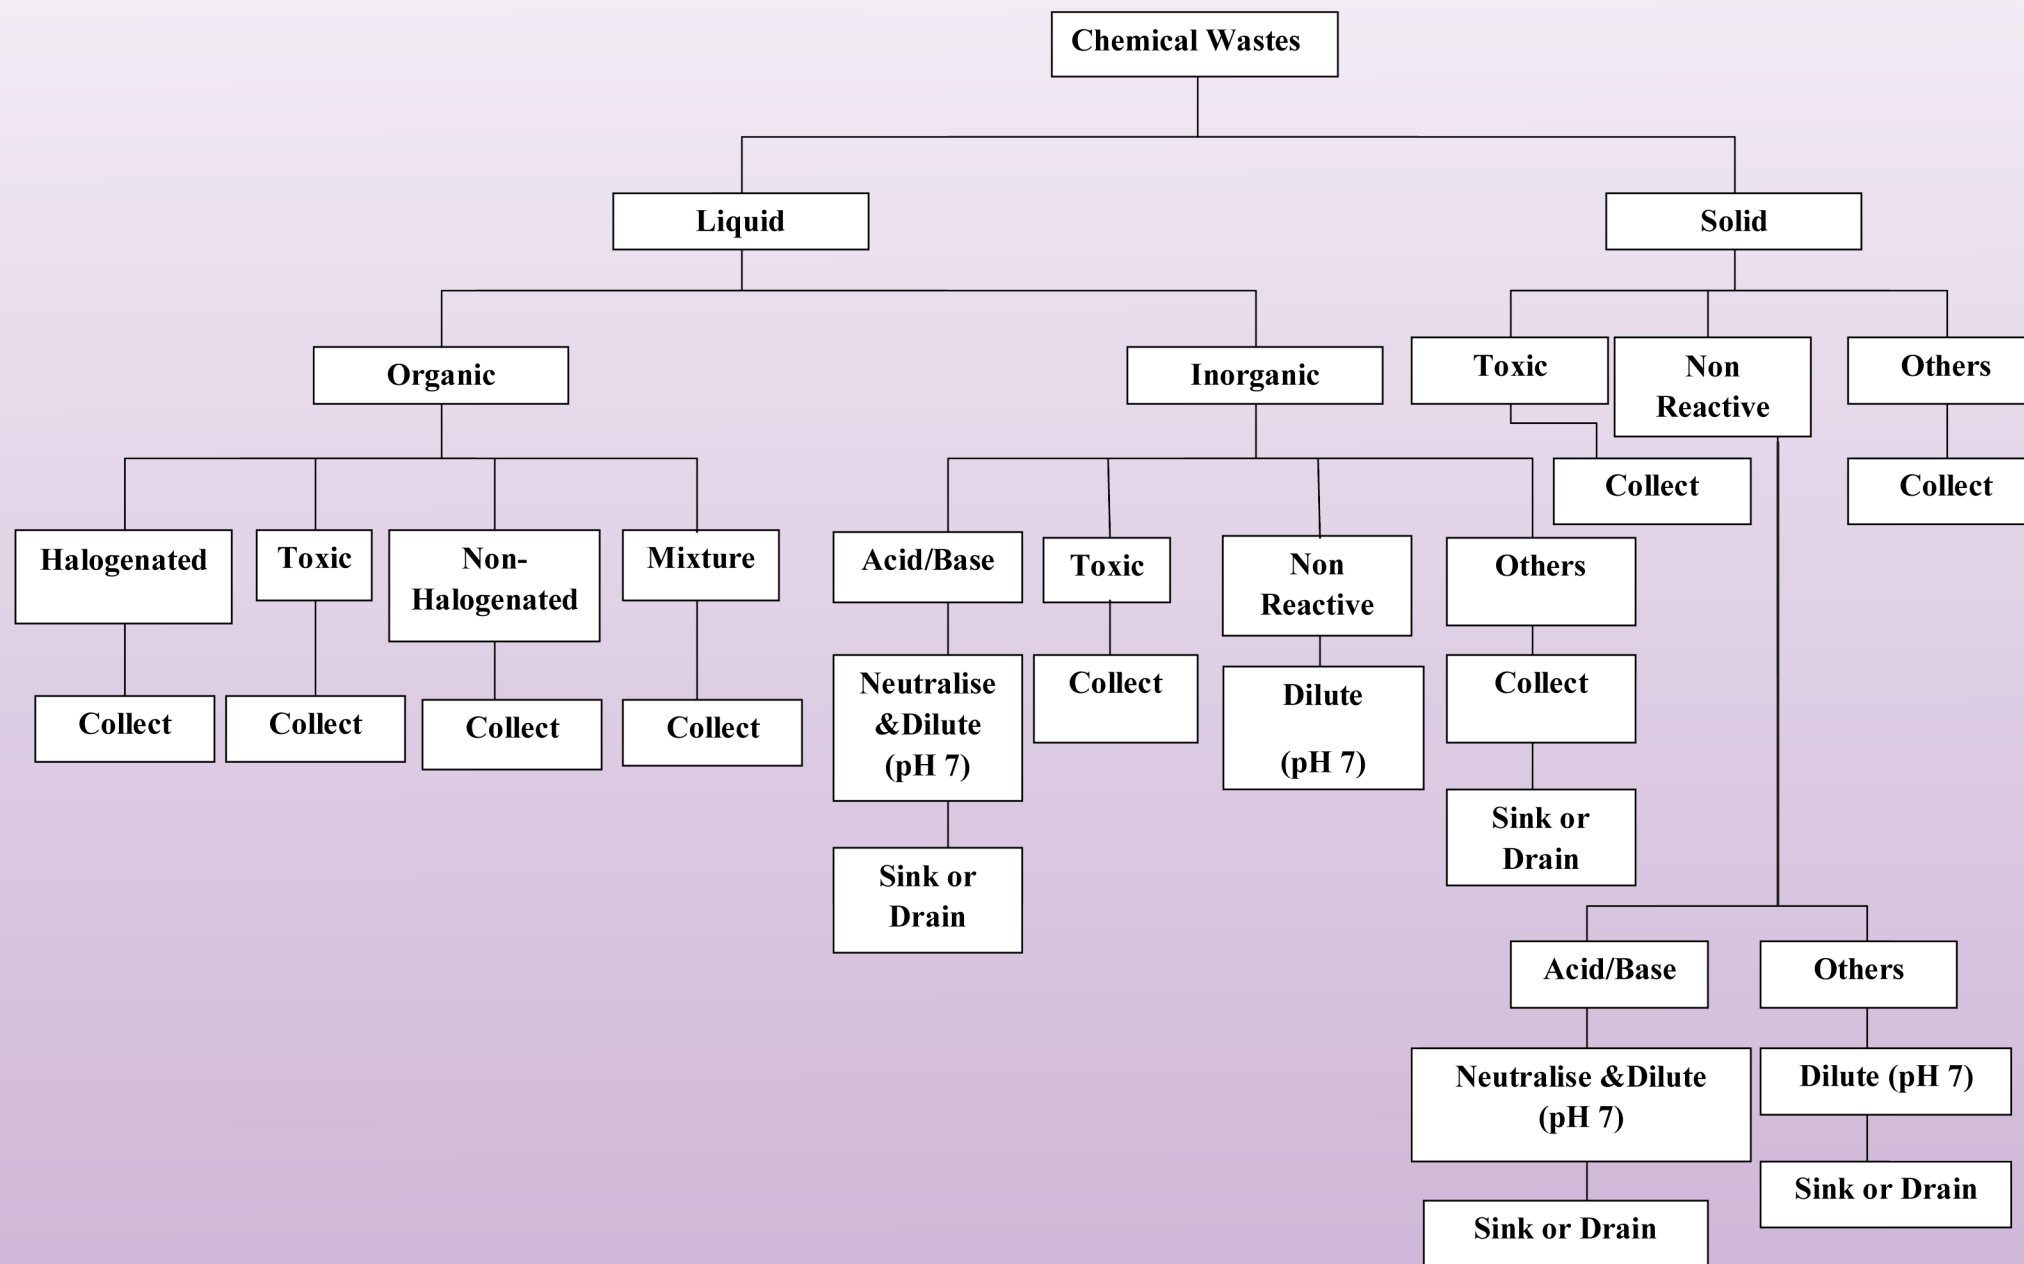 Chemical Wastes
Liquid
Solid
Organic
Inorganic
Toxic
Non
Reactive
Others
Collect
Collect
Halogenated
Toxic
Non-
Halogenated
Mixture
Acid/Base
Toxic
Non
Reactive
Others
Collect
Collect
Collect
Collect
Neutralise
&Dilute
(pH 7)
Collect
Dilute
(pH 7)
Collect
Sink or
Drain
Sink or
Drain
Acid/Base
Others
Neutralise &Dilute
(pH 7)
Dilute (pH 7)
Sink or Drain
Sink or Drain